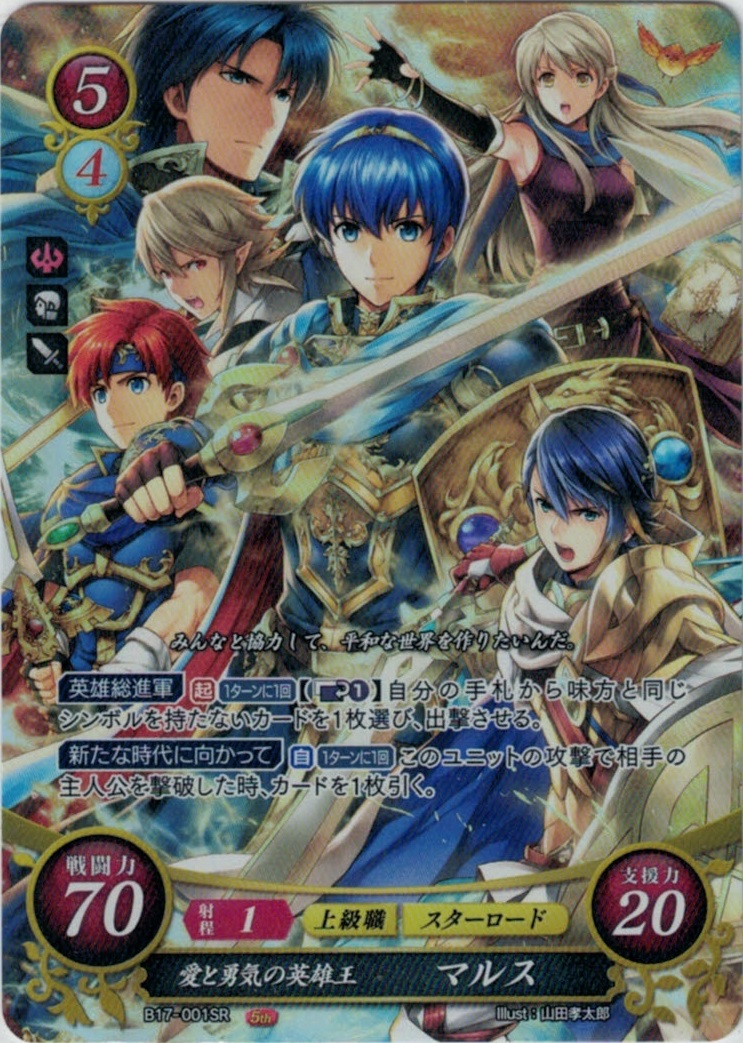 5
4
みんなと協力して、平和な世界を作りたいんだ。
英雄総進軍 起 1ターンに1回 【1】自分の手札から味方と同じ
シンボルを持たないカードを1枚選び、出撃させる。
新たな時代に向かって 自 1ターンに1回 このユニットの攻撃で相手の
主人公を撃破した時、カードを1枚引く。
戦闘力
70
射程 1 上級職 スターロード
支援力
20
愛と勇気の英雄王 マルス
B17-001SR 5th Illust:山田孝太郎